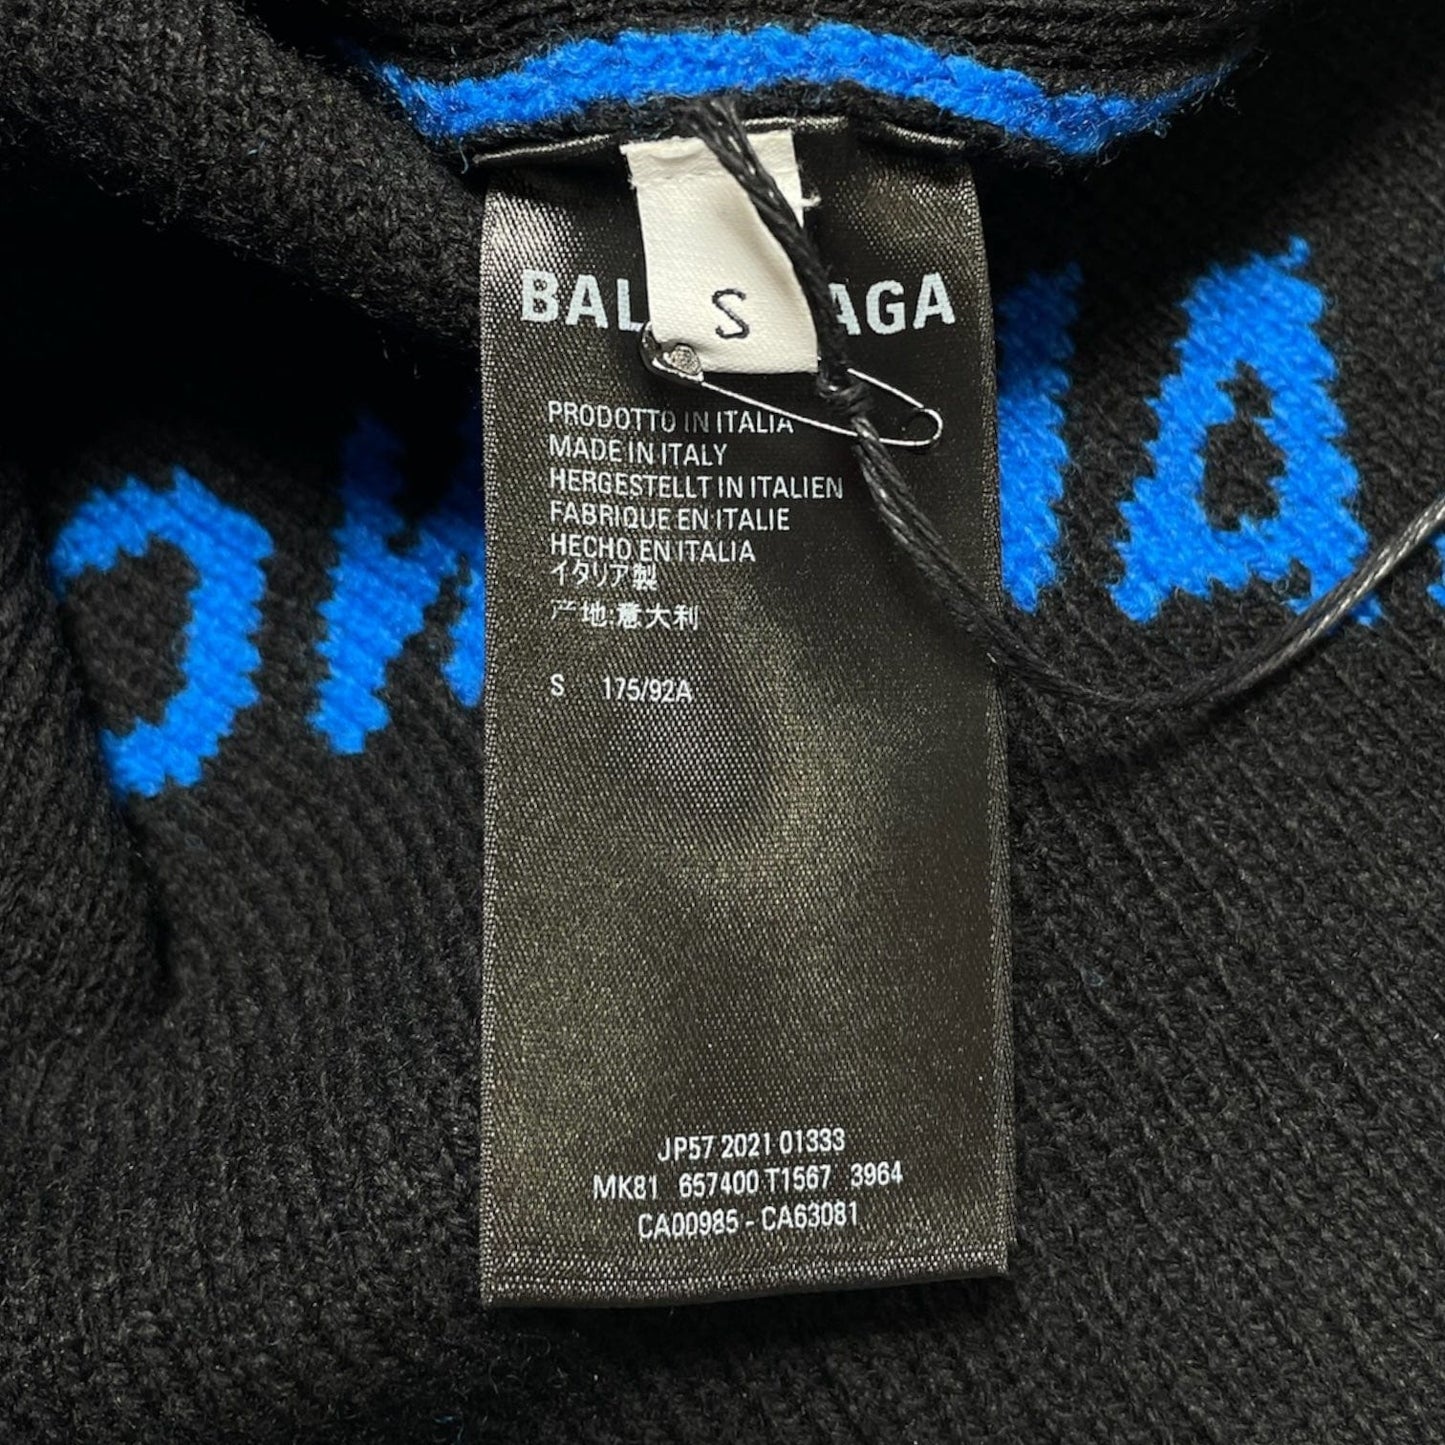 S
BAL AGA
PRODOTTO IN ITALIA
MADE IN ITALY
HERGESTELLT IN ITALIEN
FABRIQUE EN ITALIE
HECHO EN ITALIA
イタリア製
产地:意大利
S 175/92A
JP57 2021 01333
MK81 657400 T1567 3964
CA00985 - CA63081